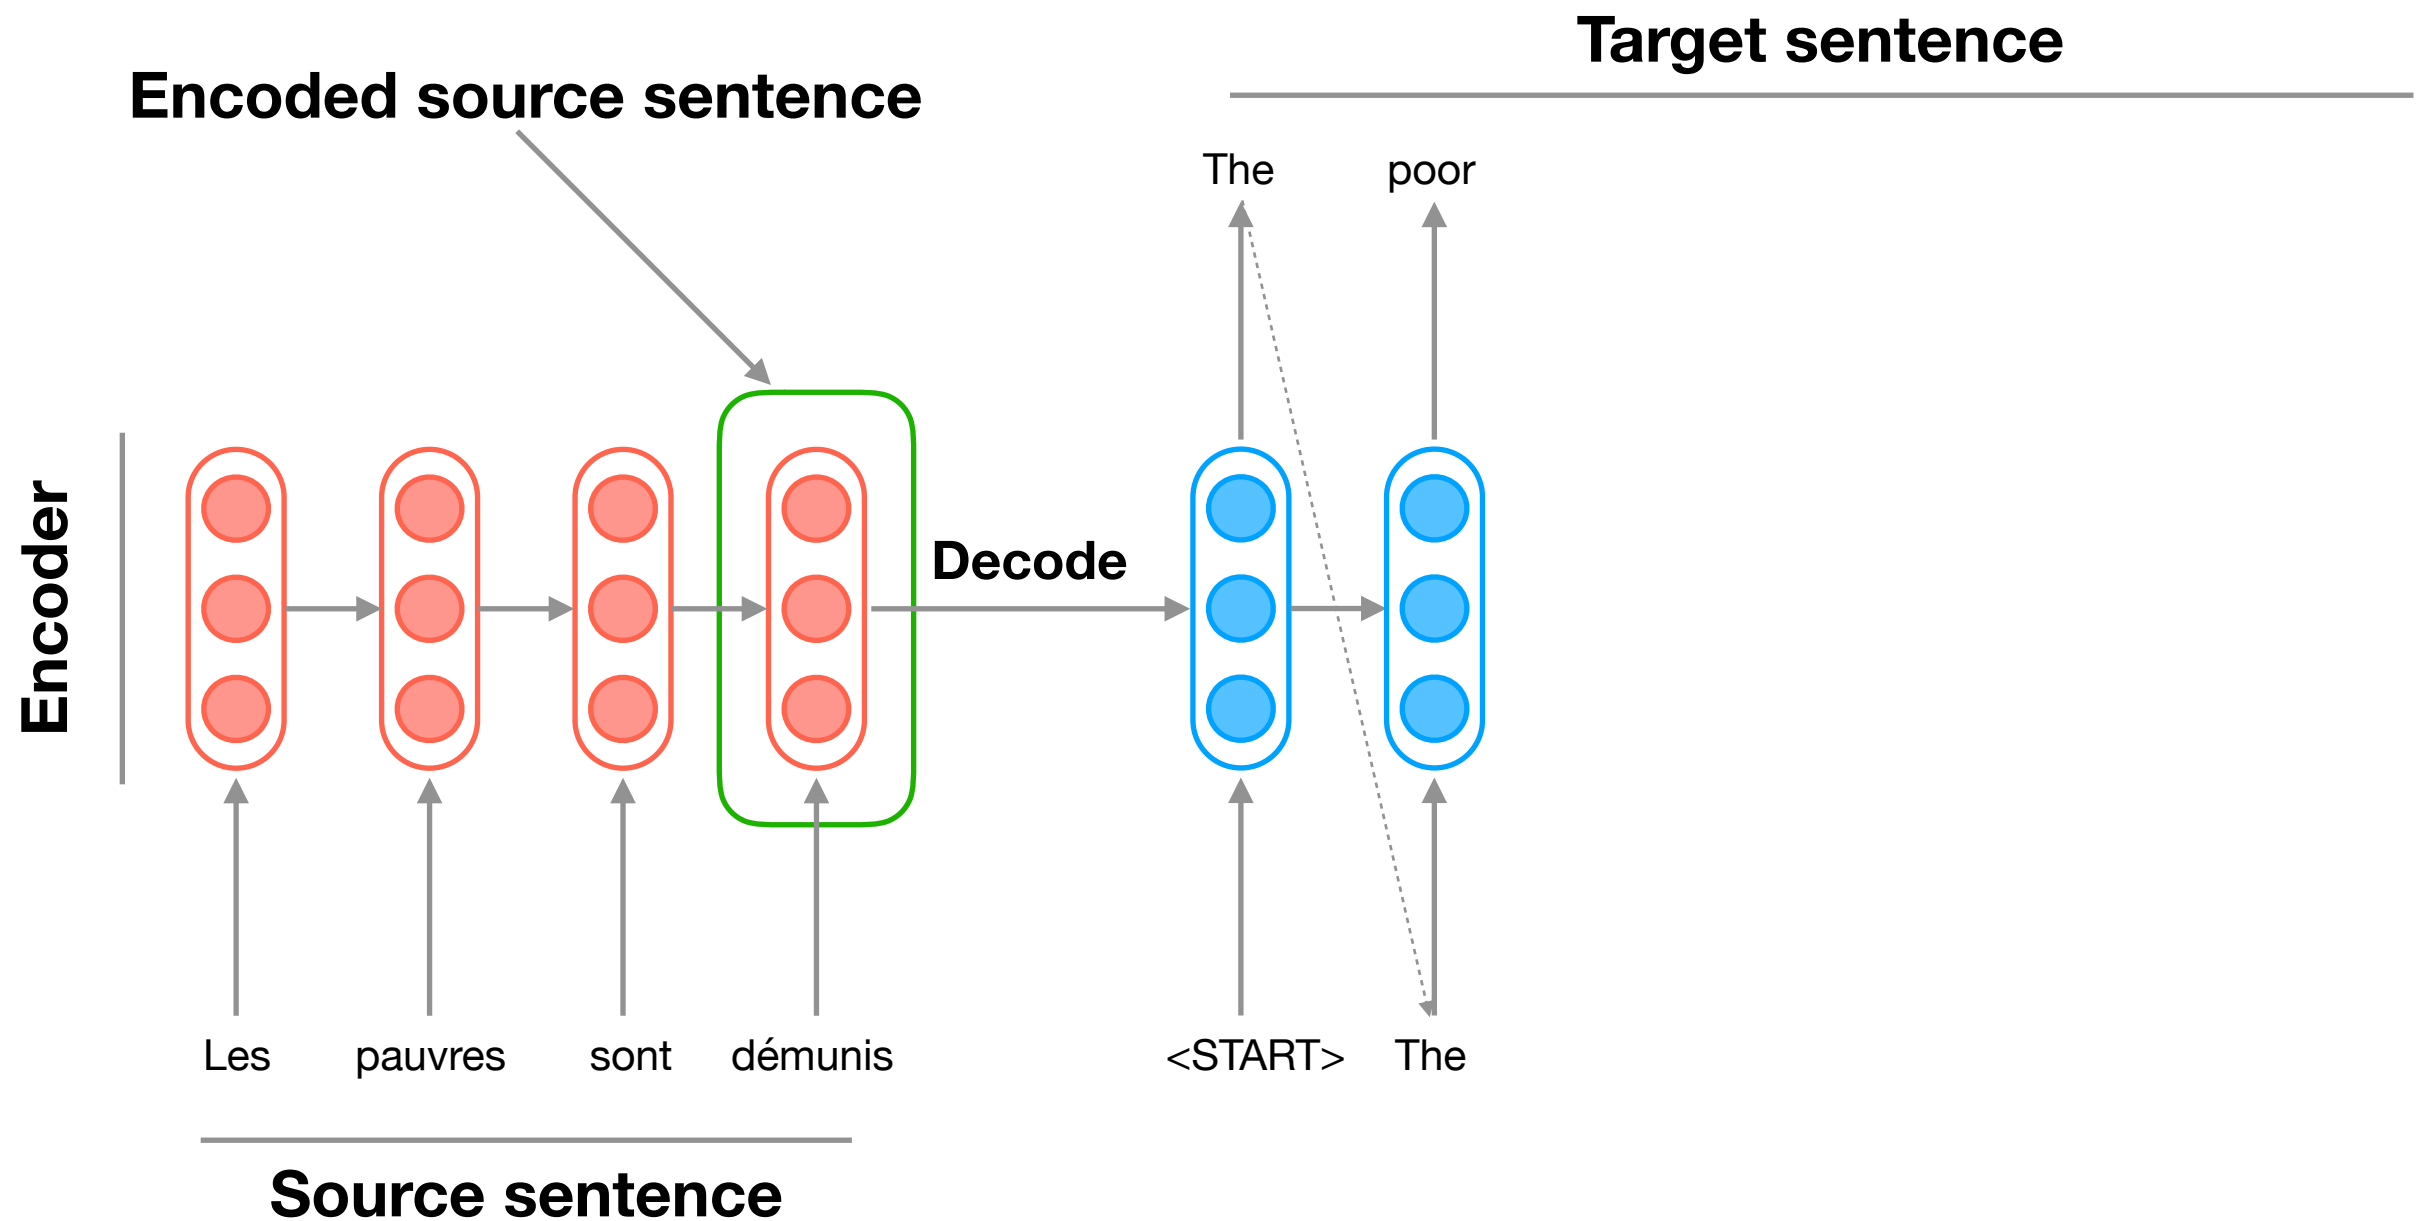 Target sentence
Encoded source sentence
The poor
Decode
Encoder
Les pauvres sont démunis <START> The
Source sentence